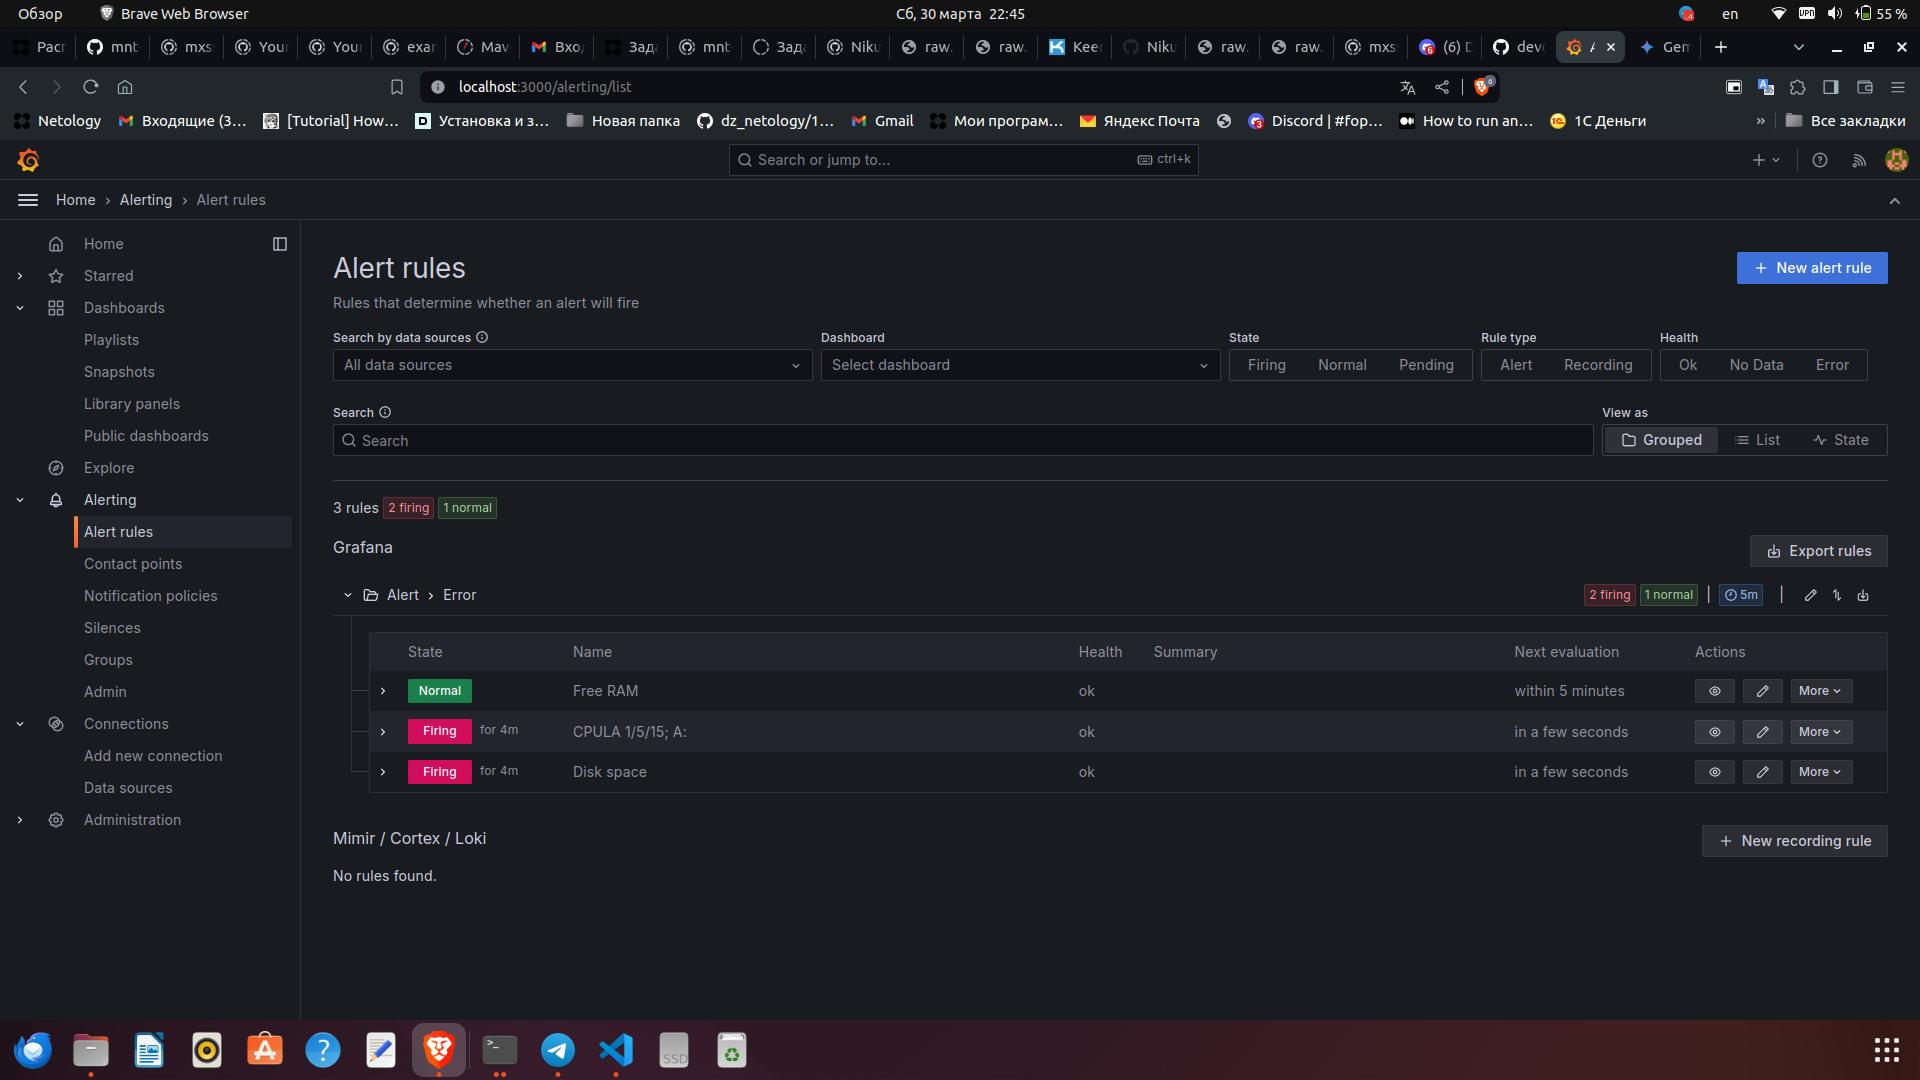 Обзор Brave Web Browser Сб, 30 марта 22:45 en VPN 55 %
Расп mnt- mxs Your Your exar Mav Вход Зада mnt- Зада Niku raw. raw. Keer Niku raw. raw. mxs (6) D devo A Gem
localhost:3000/alerting/list
Netology Входящие (3… [Tutorial] How… Установка и з… Новая папка dz_netology/1… Gmail Мои програм… Яндекс Почта Discord | #fop… How to run an… 1С Деньги » Все закладки
Search or jump to... ctrl+k
Home › Alerting › Alert rules
Home
Starred
Dashboards
Playlists
Snapshots
Library panels
Public dashboards
Explore
Alerting
Alert rules
Contact points
Notification policies
Silences
Groups
Admin
Connections
Add new connection
Data sources
Administration
Alert rules
New alert rule
Rules that determine whether an alert will fire
Search by data sources Dashboard State Rule type Health
All data sources Select dashboard Firing Normal Pending Alert Recording Ok No Data Error
Search View as
Search Grouped List State
3 rules 2 firing 1 normal
Grafana Export rules
Alert › Error 2 firing 1 normal | 5m |
State Name Health Summary Next evaluation Actions
Normal Free RAM ok within 5 minutes More
Firing for 4m CPULA 1/5/15; A: ok in a few seconds More
Firing for 4m Disk space ok in a few seconds More
Mimir / Cortex / Loki New recording rule
No rules found.
SSD